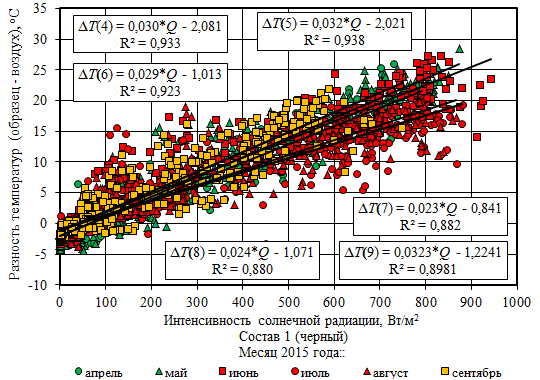 Разность температур (образец - воздух), °С
35
30
25
20
15
10
5
0
-5
-10
ΔT(4) = 0,030*Q - 2,081
R² = 0,933
ΔT(5) = 0,032*Q - 2,021
R² = 0,938
ΔT(6) = 0,029*Q - 1,013
R² = 0,923
ΔT(7) = 0,023*Q - 0,841
R² = 0,882
ΔT(8) = 0,024*Q - 1,071
R² = 0,880
ΔT(9) = 0,0323*Q - 1,2241
R² = 0,8981
0 100 200 300 400 500 600 700 800 900 1000
Интенсивность солнечной радиации, Вт/м²
Состав 1 (черный)
Месяц 2015 года::
апрель май июнь июль август сентябрь